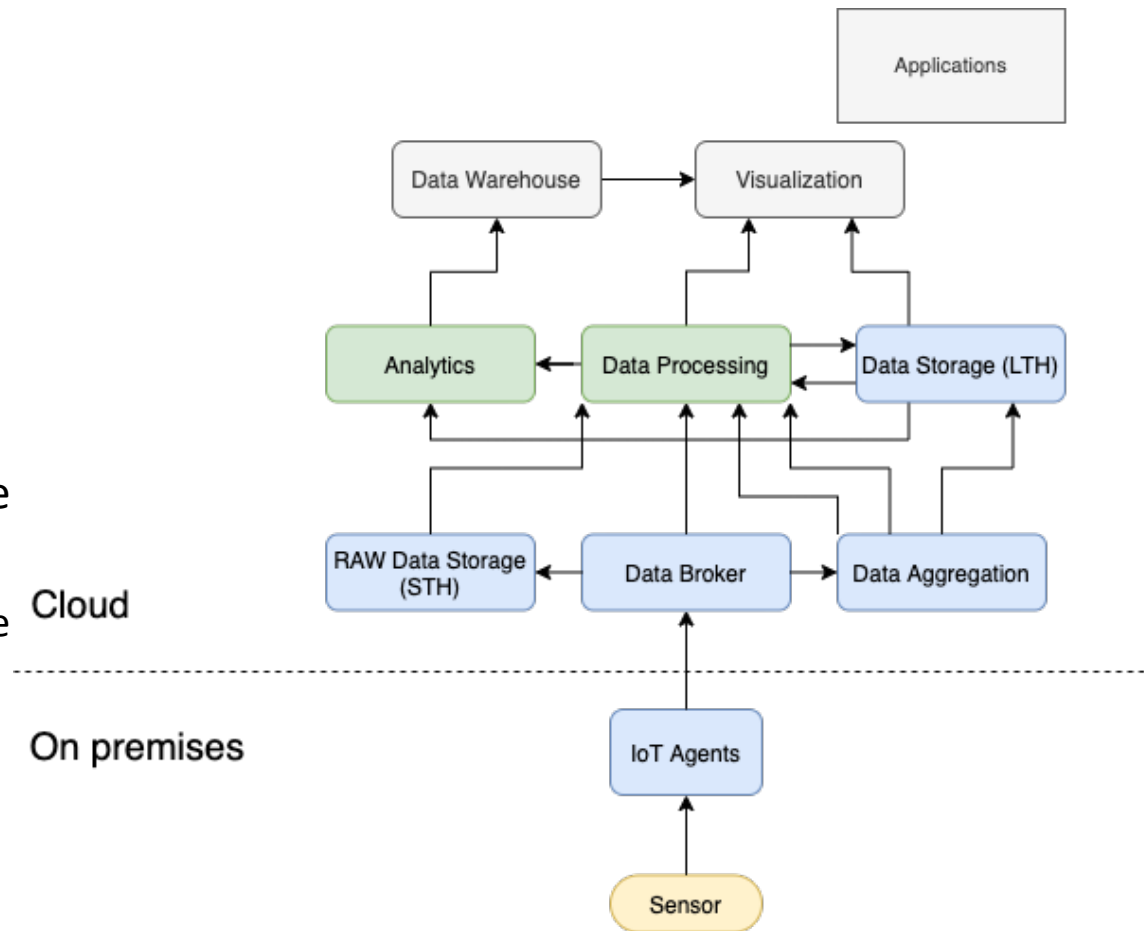 Applications
Data Warehouse
Visualization
Analytics
Data Processing
Data Storage (LTH)
e
RAW Data Storage
(STH)
Data Broker
Data Aggregation
Cloud
e
On premises
IoT Agents
Sensor